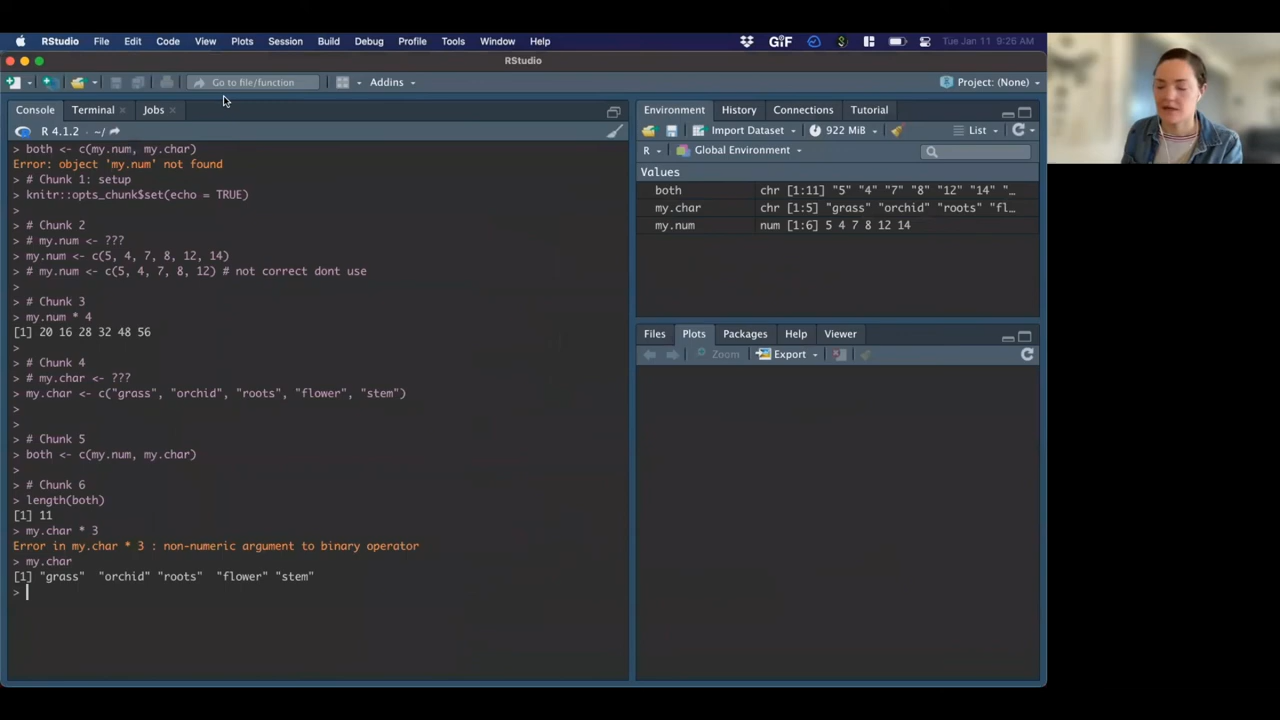 RStudio File Edit Code View Plots Session Build Debug Profile Tools Window Help GiF Tue Jan 11 9:26 AM
RStudio
Go to file/function Addins Project: (None)
Console Terminal Jobs
R 4.1.2 · ~/
> both <- c(my.num, my.char)
Error: object 'my.num' not found
> # Chunk 1: setup
> knitr::opts_chunk$set(echo = TRUE)
>
> # Chunk 2
> # my.num <- ???
> my.num <- c(5, 4, 7, 8, 12, 14)
> # my.num <- c(5, 4, 7, 8, 12) # not correct dont use
>
> # Chunk 3
> my.num * 4
[1] 20 16 28 32 48 56
>
> # Chunk 4
> # my.char <- ???
> my.char <- c("grass", "orchid", "roots", "flower", "stem")
>
>
> # Chunk 5
> both <- c(my.num, my.char)
>
> # Chunk 6
> length(both)
[1] 11
> my.char * 3
Error in my.char * 3 : non-numeric argument to binary operator
> my.char
[1] "grass"  "orchid" "roots"  "flower" "stem"
>
Environment History Connections Tutorial
Import Dataset 922 MiB List
R Global Environment
Values
both chr [1:11] "5" "4" "7" "8" "12" "14" "…
my.char chr [1:5] "grass" "orchid" "roots" "fl…
my.num num [1:6] 5 4 7 8 12 14
Files Plots Packages Help Viewer
Zoom Export